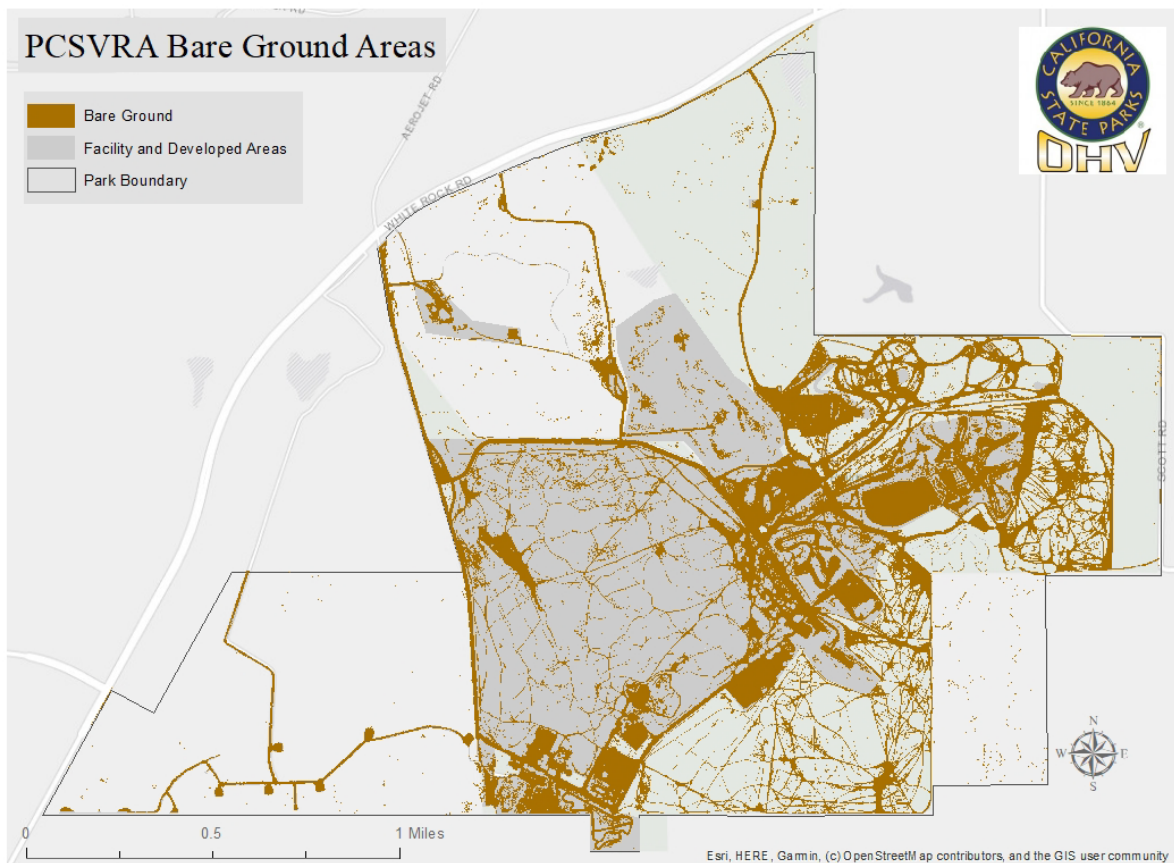 PCSVRA Bare Ground Areas
Bare Ground
Facility and Developed Areas
Park Boundary
AEROJET RD
WHITE ROCK RD
SCOTT RD
CALIFORNIA
STATE PARKS
SINCE 1864
OHV
N
W E
S
0 0.5 1 Miles
Esri, HERE, Garmin, (c) OpenStreetMap contributors, and the GIS user community